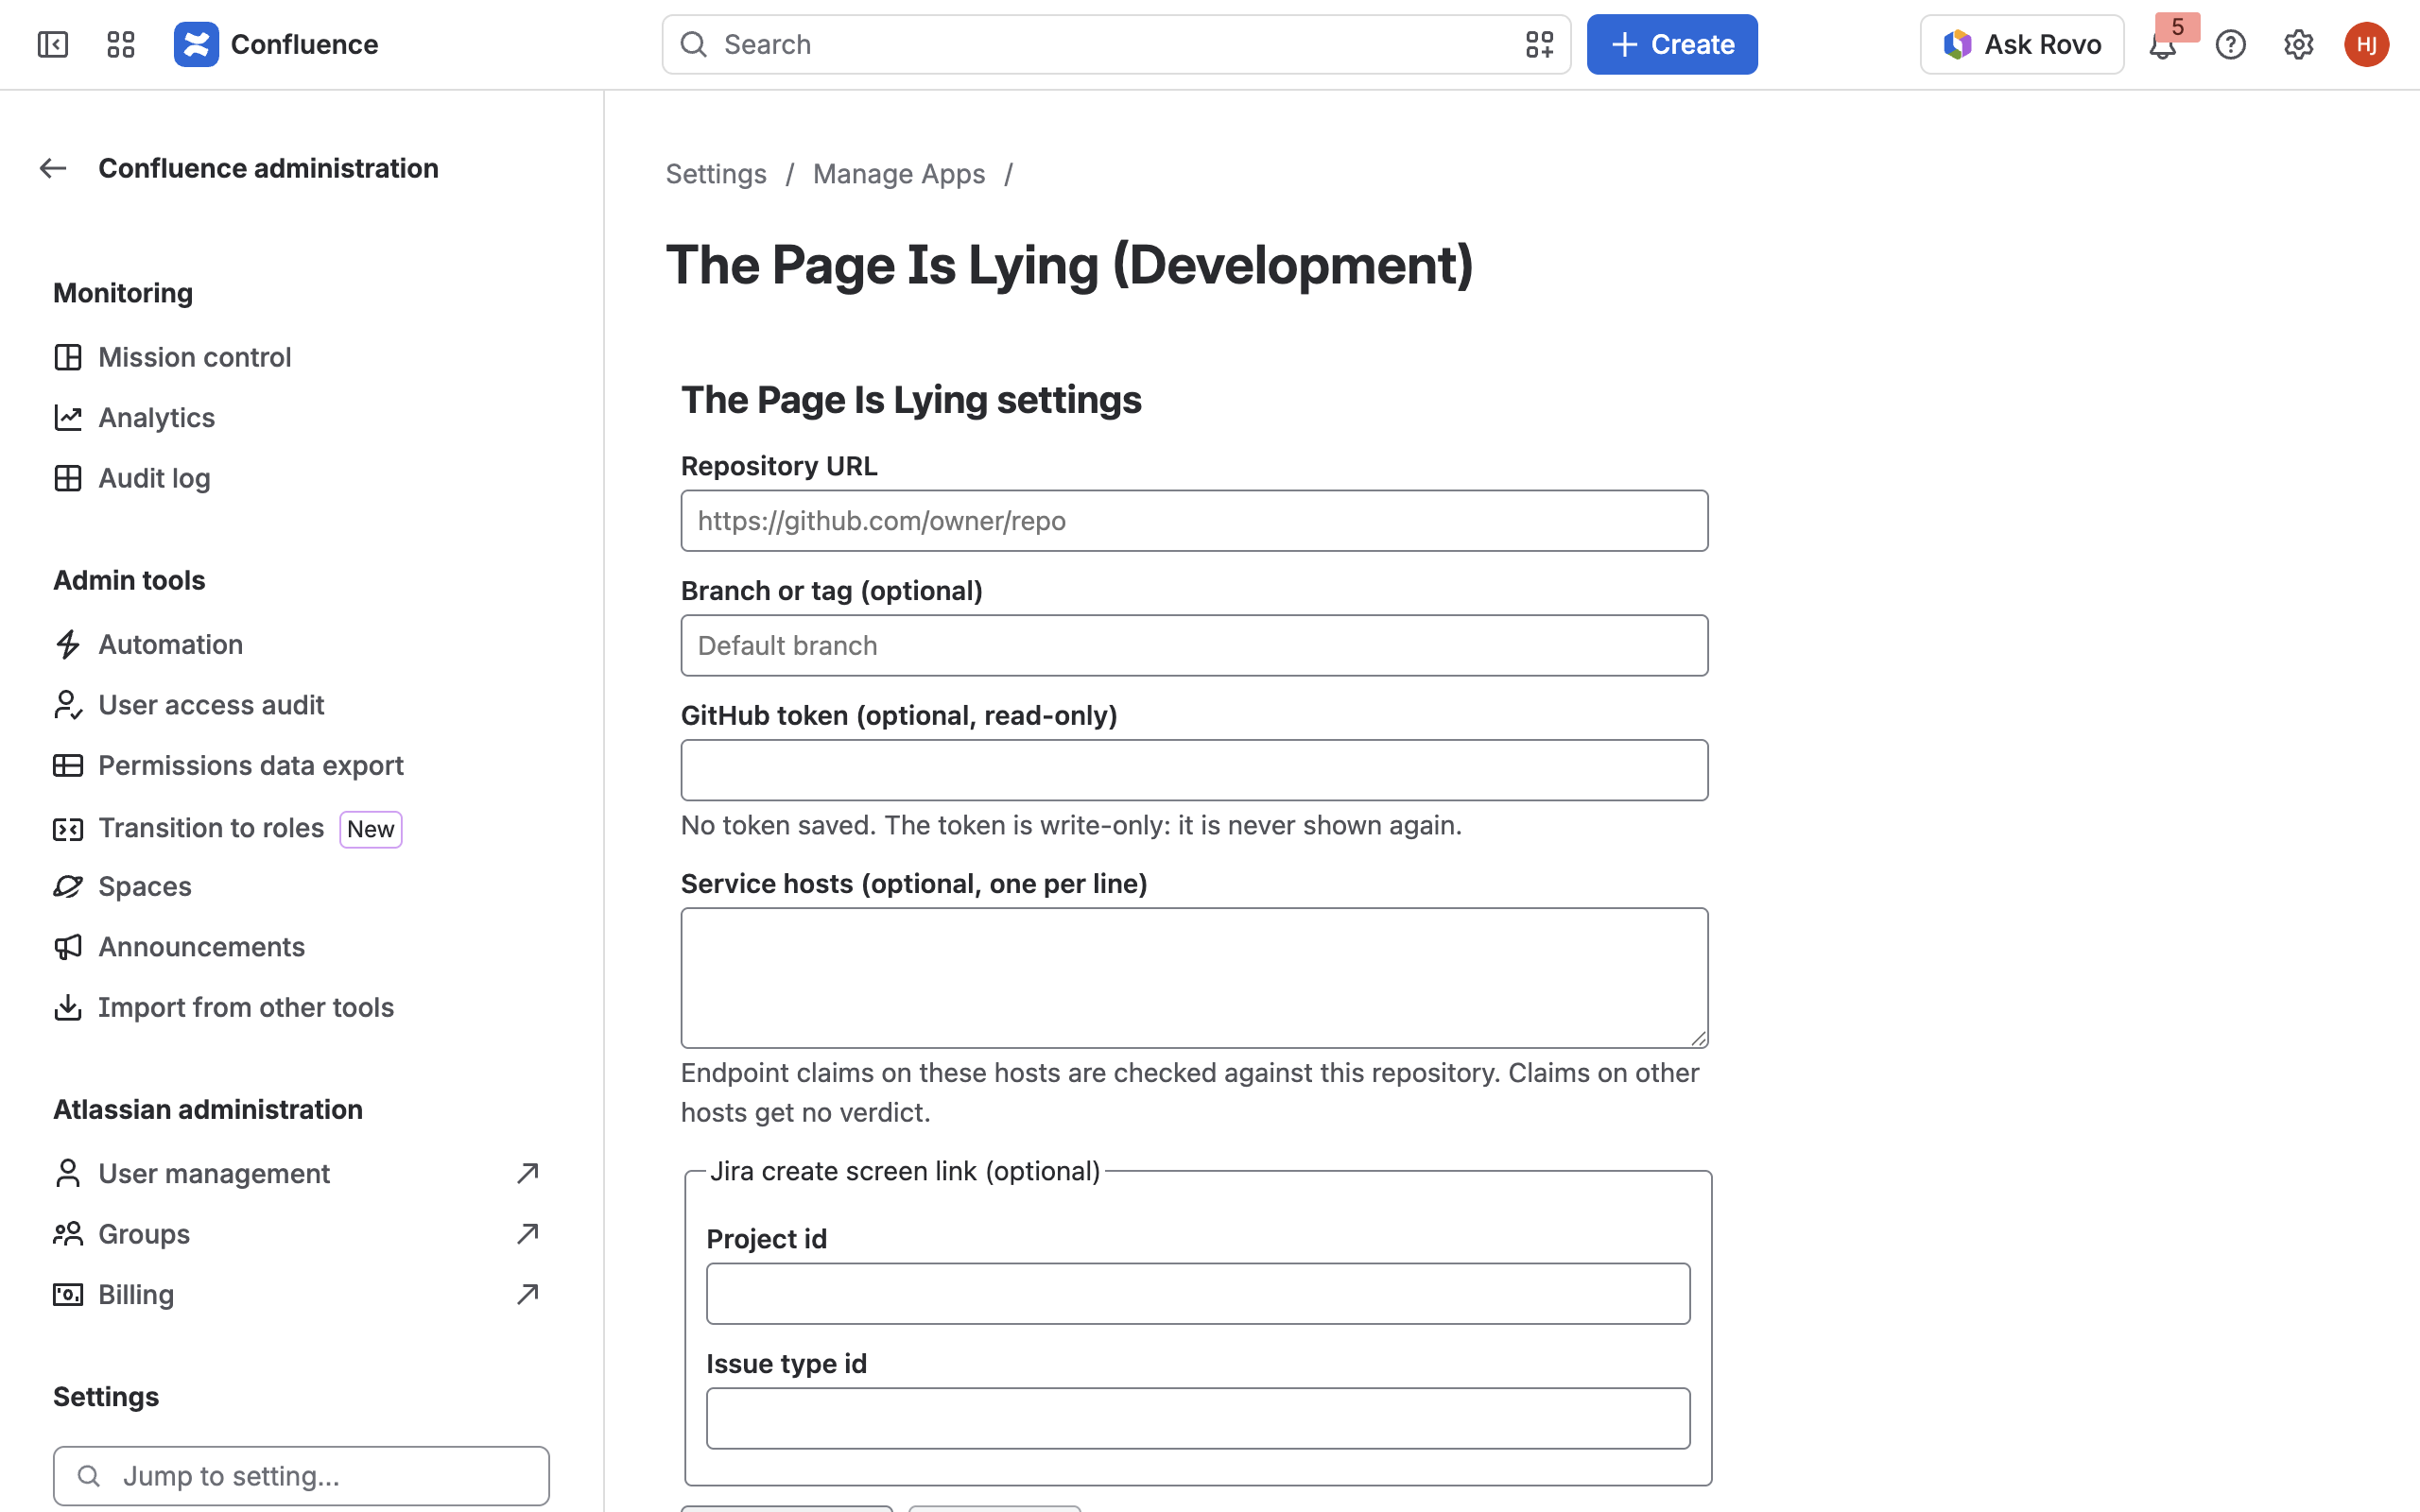 Confluence
Search
Create
Ask Rovo
5
HJ
Confluence administration
Monitoring
Mission control
Analytics
Audit log
Admin tools
Automation
User access audit
Permissions data export
Transition to roles New
Spaces
Announcements
Import from other tools
Atlassian administration
User management
Groups
Billing
Settings
Jump to setting...
Settings / Manage Apps /
The Page Is Lying (Development)
The Page Is Lying settings
Repository URL
https://github.com/owner/repo
Branch or tag (optional)
Default branch
GitHub token (optional, read-only)
No token saved. The token is write-only: it is never shown again.
Service hosts (optional, one per line)
Endpoint claims on these hosts are checked against this repository. Claims on other
hosts get no verdict.
Jira create screen link (optional)
Project id
Issue type id